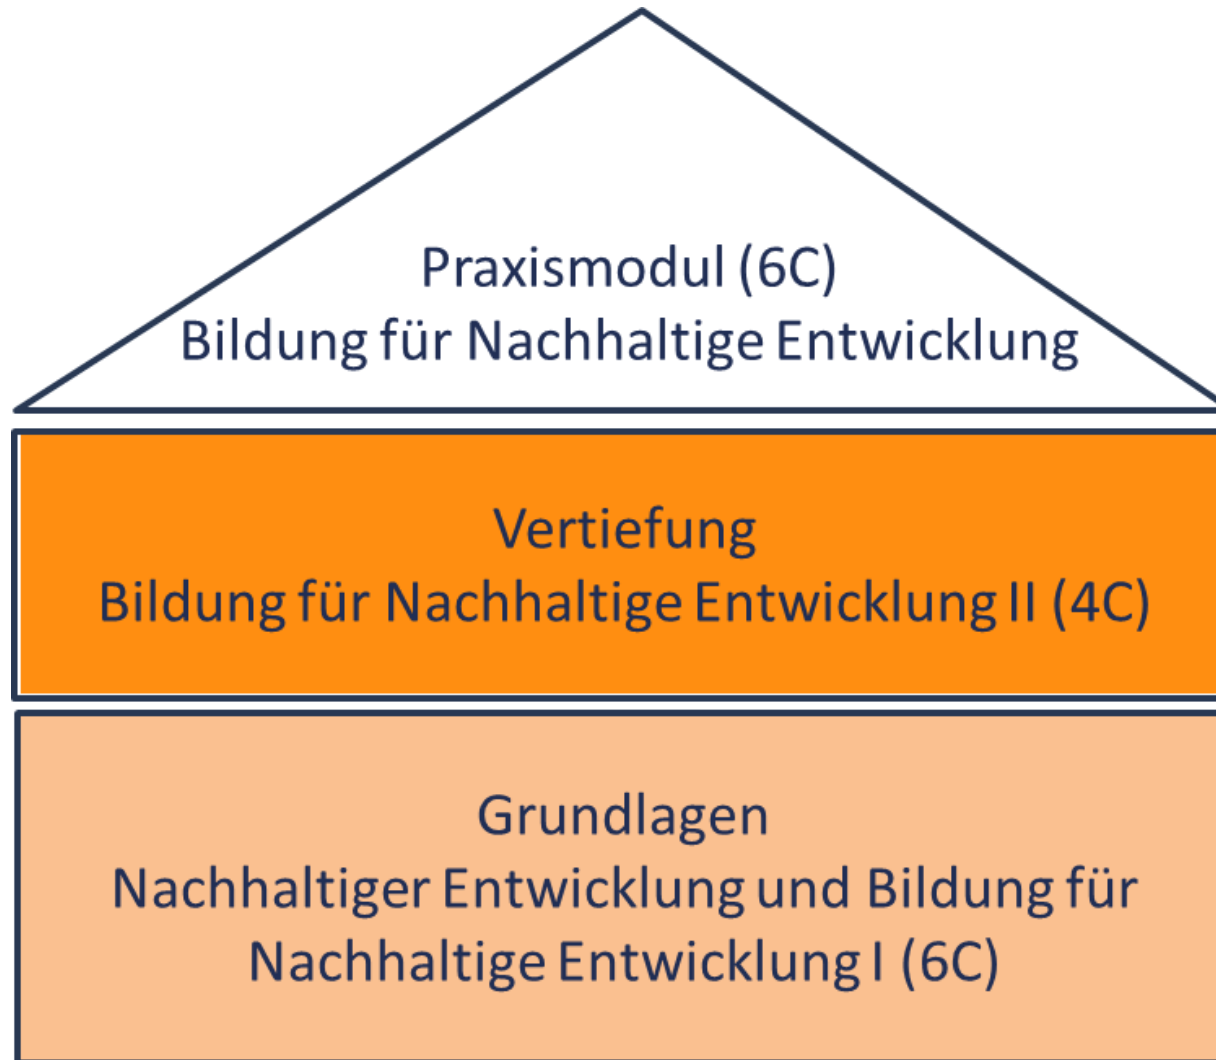 Praxismodul (6C)
Bildung für Nachhaltige Entwicklung
Vertiefung
Bildung für Nachhaltige Entwicklung II (4C)
Grundlagen
Nachhaltiger Entwicklung und Bildung für
Nachhaltige Entwicklung I (6C)